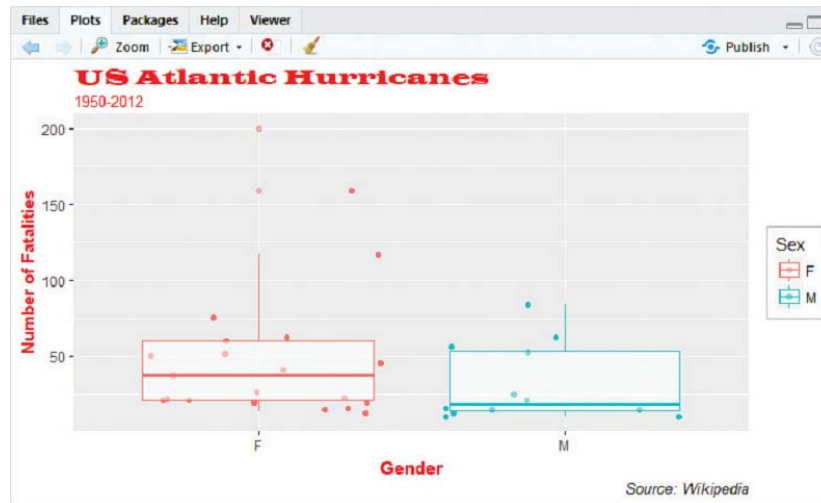 Files Plots Packages Help Viewer
Zoom Export Publish
US Atlantic Hurricanes
1950-2012
200
150
100
50
Number of Fatalities
F M
Gender
Source: Wikipedia
Sex
F
M